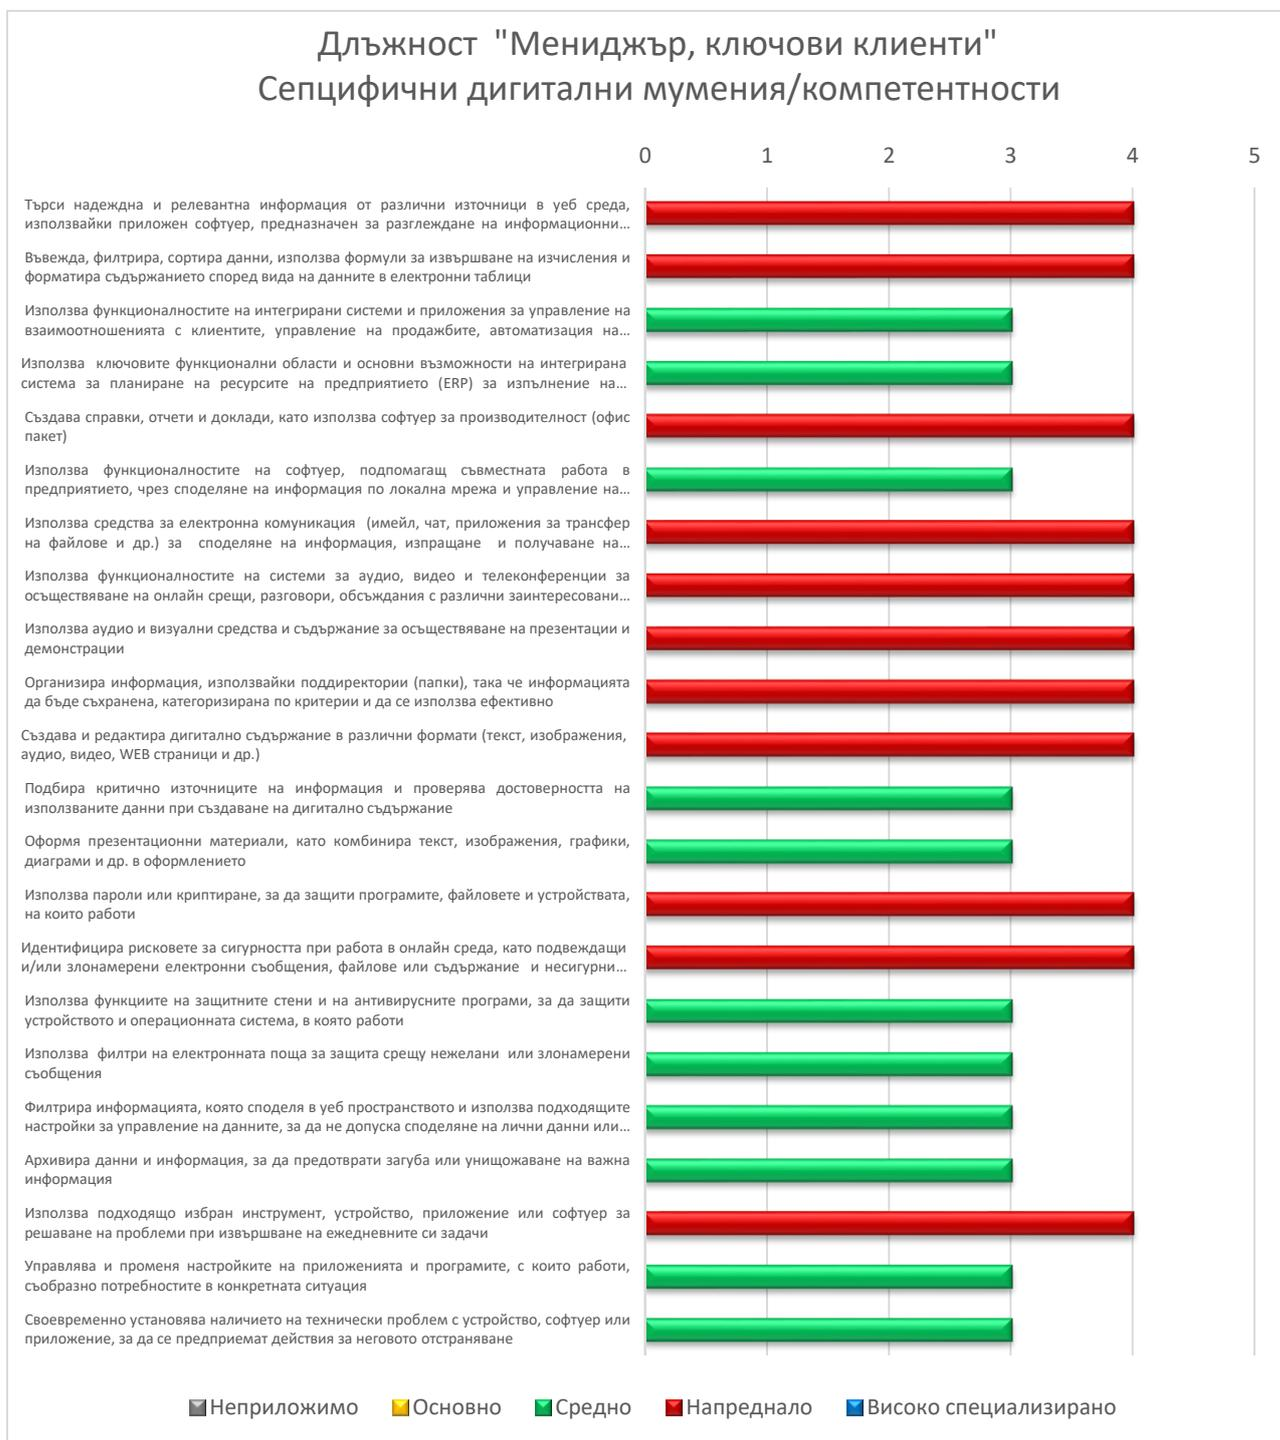 Длъжност "Мениджър, ключови клиенти"
Сепцифични дигитални мумения/компетентности
0 1 2 3 4 5
Търси надеждна и релевантна информация от различни източници в уеб среда,
използвайки приложен софтуер, предназначен за разглеждане на информационни...
Въвежда, филтрира, сортира данни, използва формули за извършване на изчисления и
форматира съдържанието според вида на данните в електронни таблици
Използва функционалностите на интегрирани системи и приложения за управление на
взаимоотношенията с клиентите, управление на продажбите, автоматизация на...
Използва ключовите функционални области и основни възможности на интегрирана
система за планиране на ресурсите на предприятието (ERP) за изпълнение на...
Създава справки, отчети и доклади, като използва софтуер за производителност (офис
пакет)
Използва функционалностите на софтуер, подпомагащ съвместната работа в
предприятието, чрез споделяне на информация по локална мрежа и управление на...
Използва средства за електронна комуникация (имейл, чат, приложения за трансфер
на файлове и др.) за споделяне на информация, изпращане и получаване на...
Използва функционалностите на системи за аудио, видео и телеконференции за
осъществяване на онлайн срещи, разговори, обсъждания с различни заинтересовани...
Използва аудио и визуални средства и съдържание за осъществяване на презентации и
демонстрации
Организира информация, използвайки поддиректории (папки), така че информацията
да бъде съхранена, категоризирана по критерии и да се използва ефективно
Създава и редактира дигитално съдържание в различни формати (текст, изображения,
аудио, видео, WEB страници и др.)
Подбира критично източниците на информация и проверява достоверността на
използваните данни при създаване на дигитално съдържание
Оформя презентационни материали, като комбинира текст, изображения, графики,
диаграми и др. в оформлението
Използва пароли или криптиране, за да защити програмите, файловете и устройствата,
на които работи
Идентифицира рисковете за сигурността при работа в онлайн среда, като подвеждащи
и/или злонамерени електронни съобщения, файлове или съдържание и несигурни...
Използва функциите на защитните стени и на антивирусните програми, за да защити
устройството и операционната система, в която работи
Използва филтри на електронната поща за защита срещу нежелани или злонамерени
съобщения
Филтрира информацията, която споделя в уеб пространството и използва подходящите
настройки за управление на данните, за да не допуска споделяне на лични данни или...
Архивира данни и информация, за да предотврати загуба или унищожаване на важна
информация
Използва подходящо избран инструмент, устройство, приложение или софтуер за
решаване на проблеми при извършване на ежедневните си задачи
Управлява и променя настройките на приложенията и програмите, с които работи,
съобразно потребностите в конкретната ситуация
Своевременно установява наличието на технически проблем с устройство, софтуер или
приложение, за да се предприемат действия за неговото отстраняване
Неприложимо Основно Средно Напреднало Високо специализирано